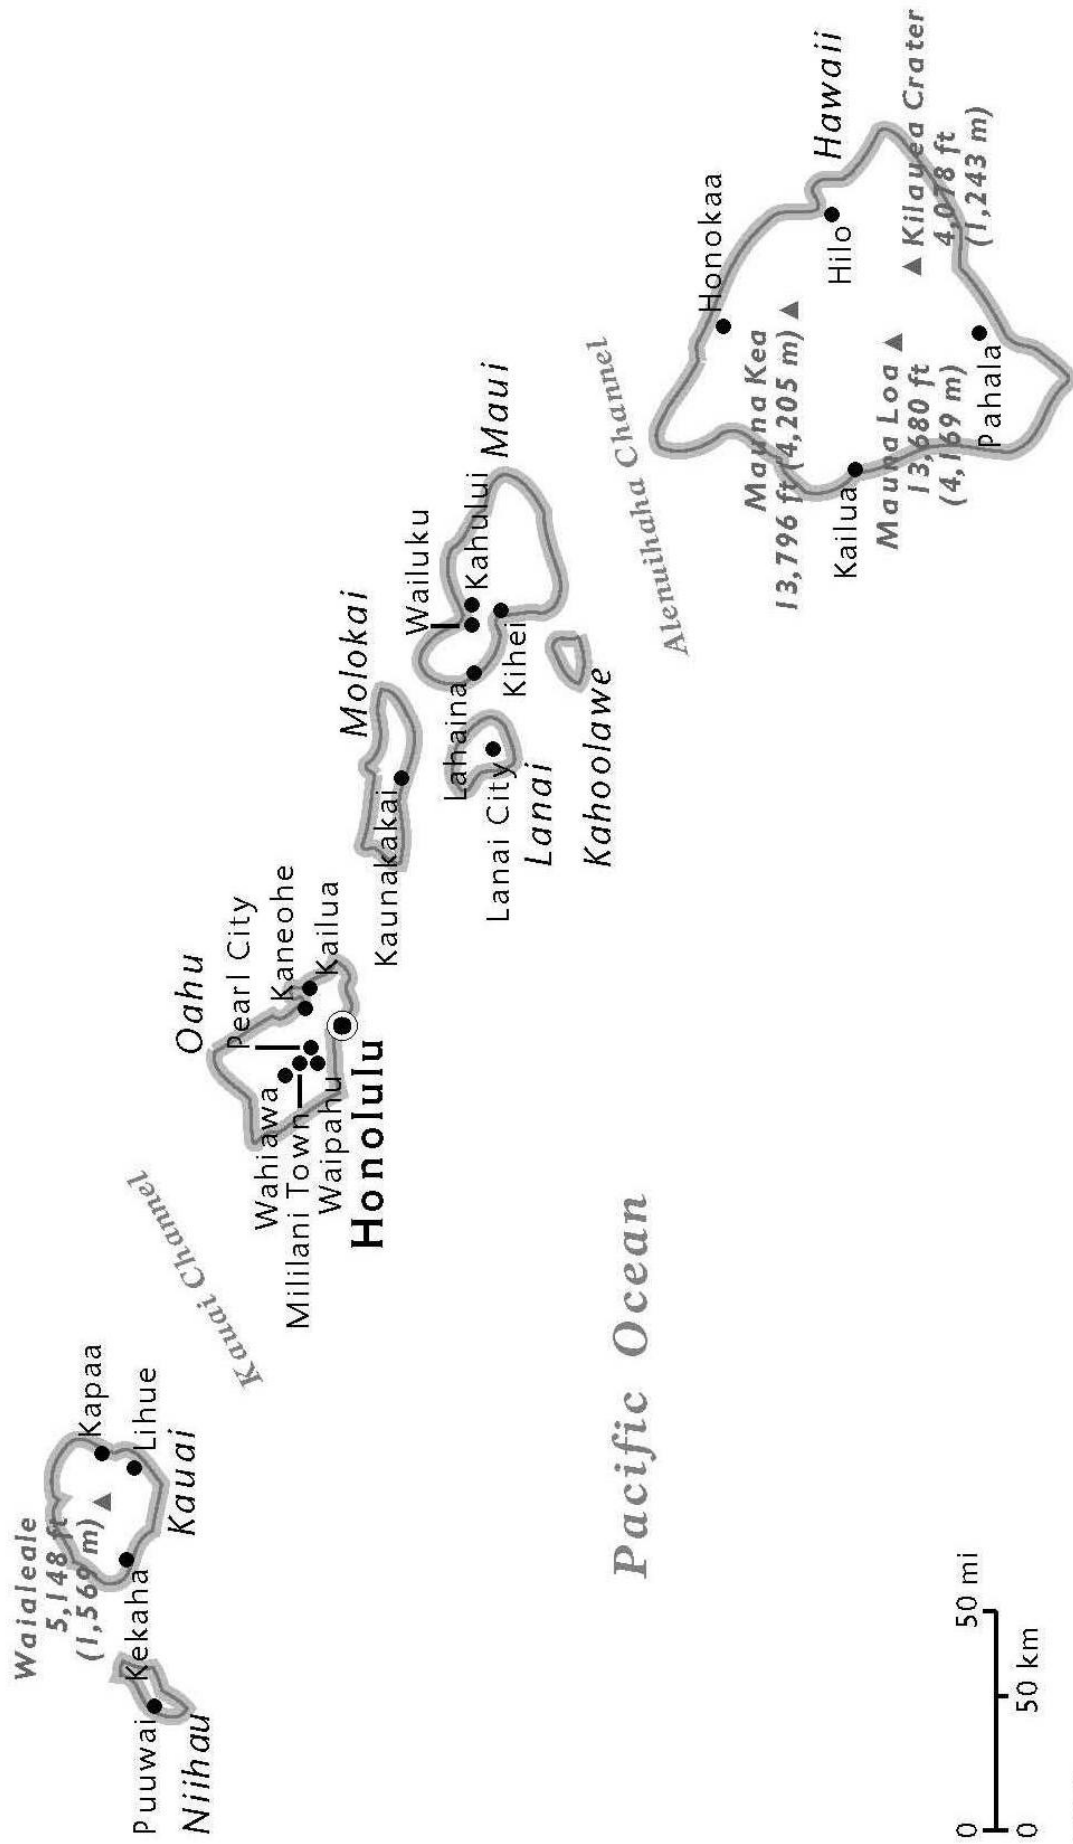 Waialeale
5,148 ft
(1,569 m)
Kapaa
Lihue
Kekaha
Kauai
Puuwai
Niihau
Kauai Channel
Oahu
Pearl City
Kaneohe
Kailua
Wahiawa
Mililani Town
Waipahu
Honolulu
Molokai
Kaunakakai
Wailuku
Kahului
Maui
Lahaina
Kihei
Lanai City
Lanai
Kahoolawe
Alenuihaha Channel
Honokaa
Mauna Kea
13,796 ft (4,205 m)
Hilo
Hawaii
Kailua
Mauna Loa
13,680 ft
(4,169 m)
Kilauea Crater
4,078 ft
(1,243 m)
Pahala
Pacific Ocean
0 50 mi
0 50 km